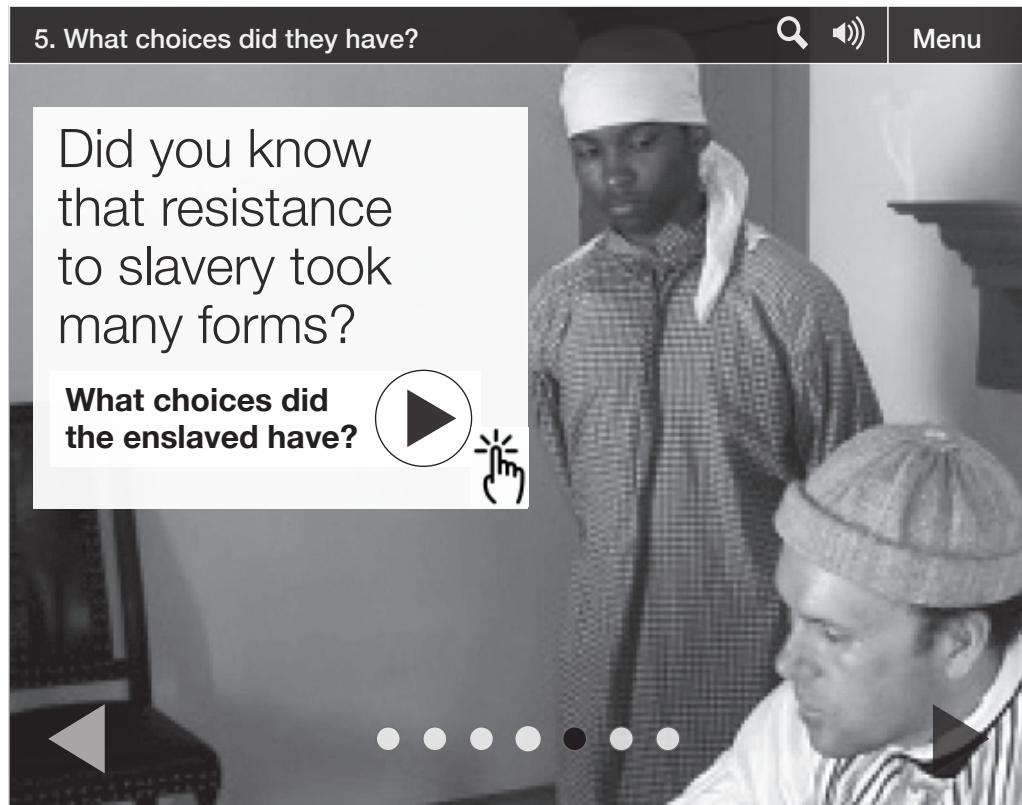 5. What choices did they have?
Menu
Did you know
that resistance
to slavery took
many forms?
What choices did
the enslaved have?